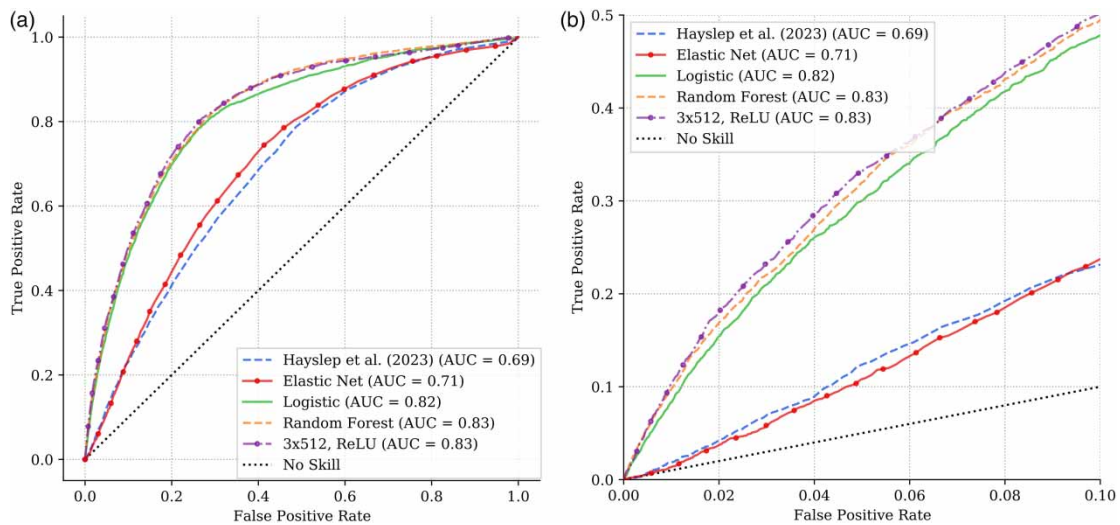 (a)
1.0
0.8
0.6
0.4
0.2
0.0
True Positive Rate
0.0 0.2 0.4 0.6 0.8 1.0
False Positive Rate
Hayslep et al. (2023) (AUC = 0.69)
Elastic Net (AUC = 0.71)
Logistic (AUC = 0.82)
Random Forest (AUC = 0.83)
3x512, ReLU (AUC = 0.83)
No Skill
(b)
0.5
0.4
0.3
0.2
0.1
0.0
True Positive Rate
0.00 0.02 0.04 0.06 0.08 0.10
False Positive Rate
Hayslep et al. (2023) (AUC = 0.69)
Elastic Net (AUC = 0.71)
Logistic (AUC = 0.82)
Random Forest (AUC = 0.83)
3x512, ReLU (AUC = 0.83)
No Skill